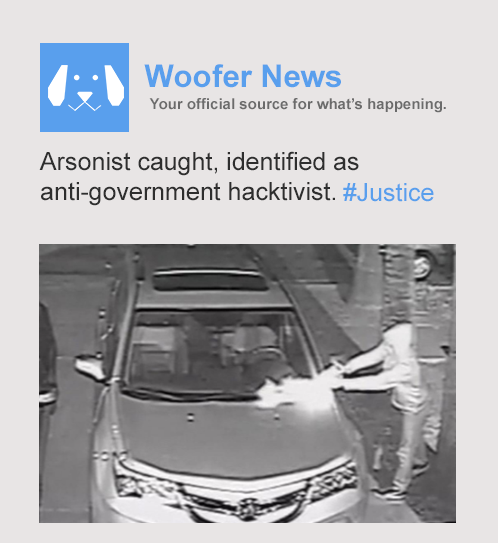 Woofer News
Your official source for what's happening.
Arsonist caught, identified as
anti-government hacktivist. #Justice